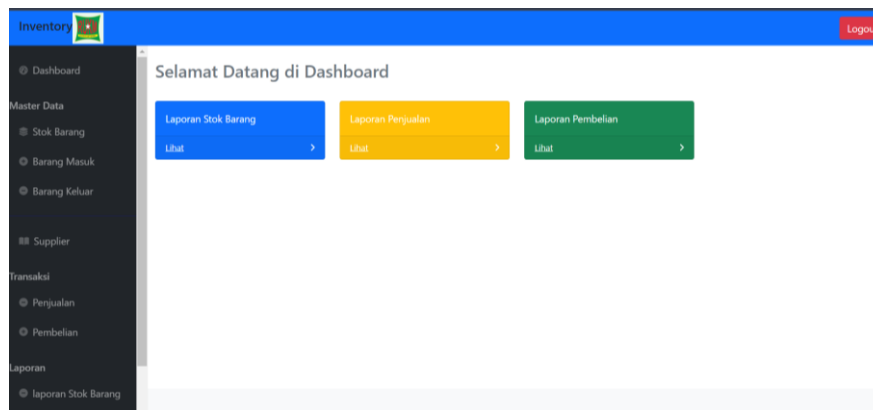 Inventory
Logou
Dashboard
Selamat Datang di Dashboard
Master Data
Stok Barang
Barang Masuk
Barang Keluar
Supplier
Transaksi
Penjualan
Pembelian
Laporan
laporan Stok Barang
Laporan Stok Barang
Lihat
Laporan Penjualan
Lihat
Laporan Pembelian
Lihat